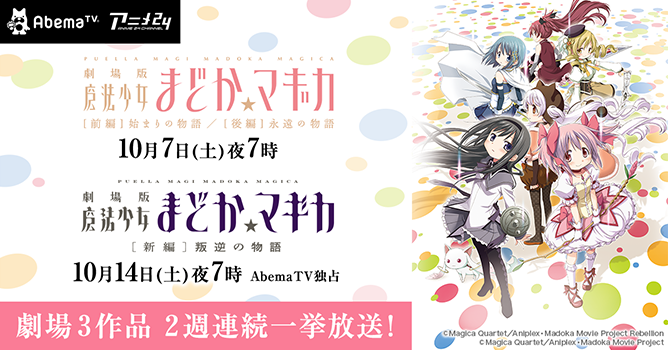 AbemaTV
アニメ24
ANIME 24 CHANNEL
PUELLA MAGI MADOKA MAGICA
劇場版
魔法少女まどか☆マギカ
[前編]始まりの物語/[後編]永遠の物語
10月7日(土)夜7時
PUELLA MAGI MADOKA MAGICA
劇場版
魔法少女まどか☆マギカ
[新編]叛逆の物語
10月14日(土)夜7時 AbemaTV独占
劇場3作品 2週連続一挙放送!
©Magica Quartet/Aniplex・Madoka Movie Project Rebellion
©Magica Quartet/Aniplex・Madoka Movie Project